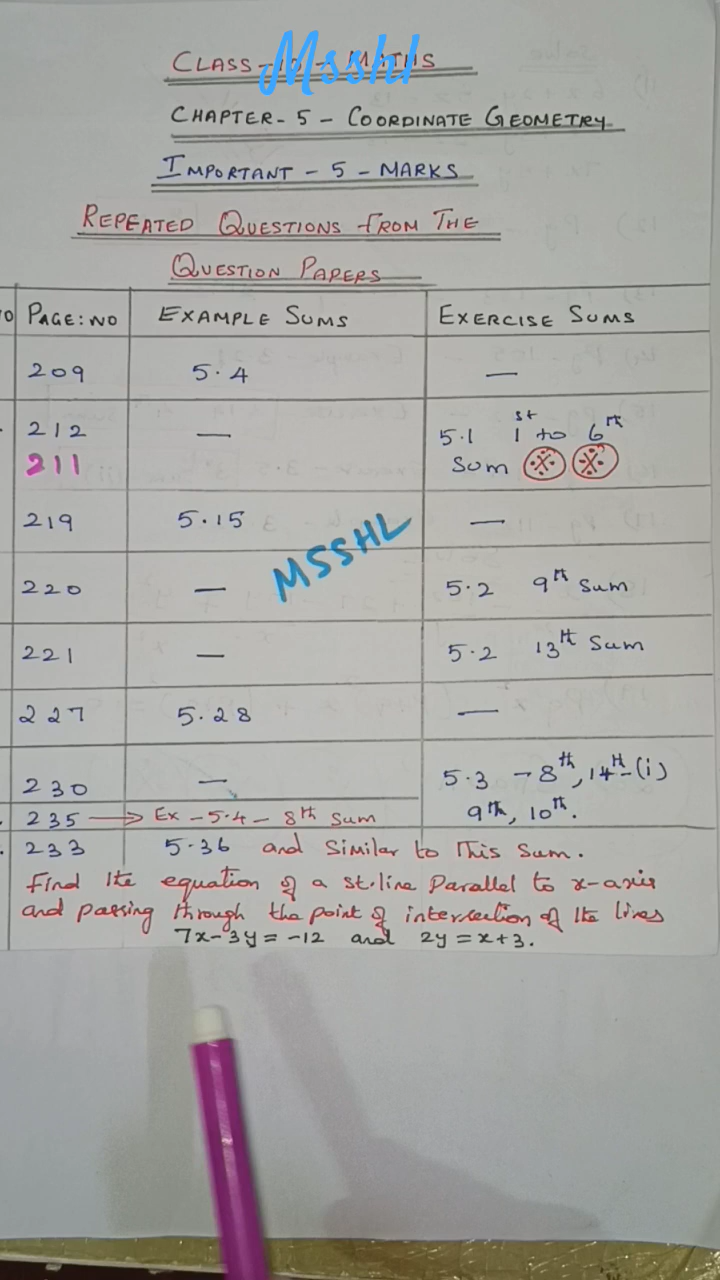 CLASS-10 - MATHS
Msshl
CHAPTER-5 - COORDINATE GEOMETRY
IMPORTANT - 5 - MARKS
REPEATED QUESTIONS FROM THE
QUESTION PAPERS
NO PAGE:NO EXAMPLE SUMS EXERCISE SUMS
209 5.4 —
212 — 5.1 1st to 6th
211 Sum
219 5.15 —
MSSHL
220 — 5.2 9th Sum
221 — 5.2 13th Sum
227 5.28 —
230 — 5.3 - 8th, 14th-(i)
9th, 10th.
235 → Ex - 5.4 - 8th Sum
233 5.36 and Similar to This Sum.
Find the equation of a st.line Parallel to x-axis
and passing through the point of intersection of the lines
7x-3y = -12 and 2y = x+3.